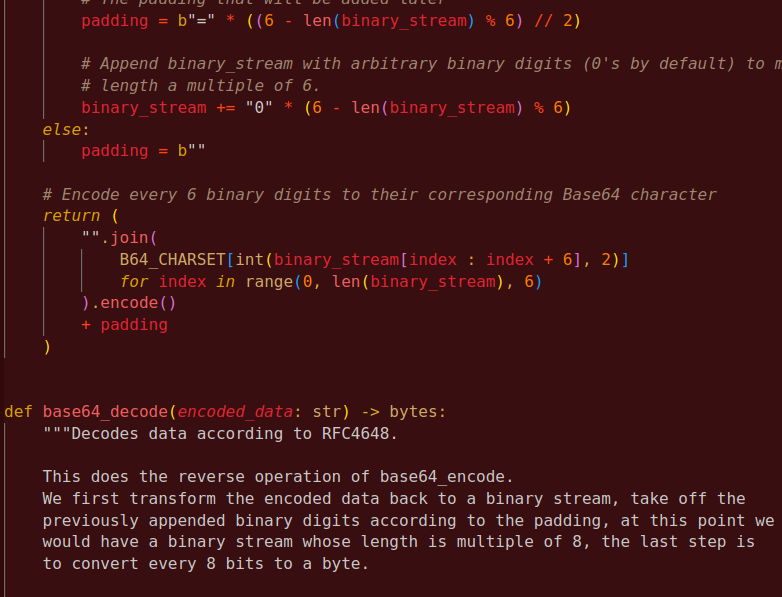 # The padding that will be added later
padding = b"=" * ((6 - len(binary_stream) % 6) // 2)
# Append binary_stream with arbitrary binary digits (0's by default) to
# length a multiple of 6.
binary_stream += "0" * (6 - len(binary_stream) % 6)
else:
padding = b""
# Encode every 6 binary digits to their corresponding Base64 character
return (
"".join(
B64_CHARSET[int(binary_stream[index : index + 6], 2)]
for index in range(0, len(binary_stream), 6)
).encode()
+ padding
)
def base64_decode(encoded_data: str) -> bytes:
"""Decodes data according to RFC4648.
This does the reverse operation of base64_encode.
We first transform the encoded data back to a binary stream, take off the
previously appended binary digits according to the padding, at this point we
would have a binary stream whose length is multiple of 8, the last step is
to convert every 8 bits to a byte.